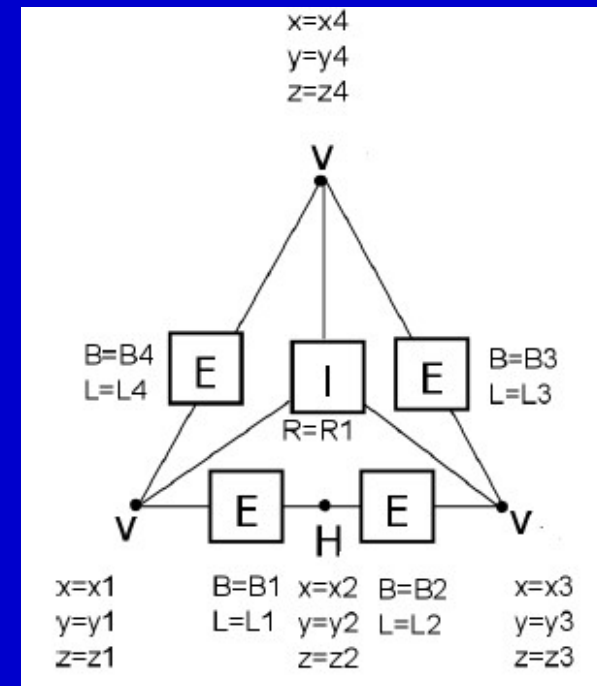 x=x4
y=y4
z=z4
V
B=B4
L=L4
E
I
E
B=B3
L=L3
R=R1
E
E
V
H
V
x=x1
y=y1
z=z1
B=B1
L=L1
x=x2
y=y2
z=z2
B=B2
L=L2
x=x3
y=y3
z=z3